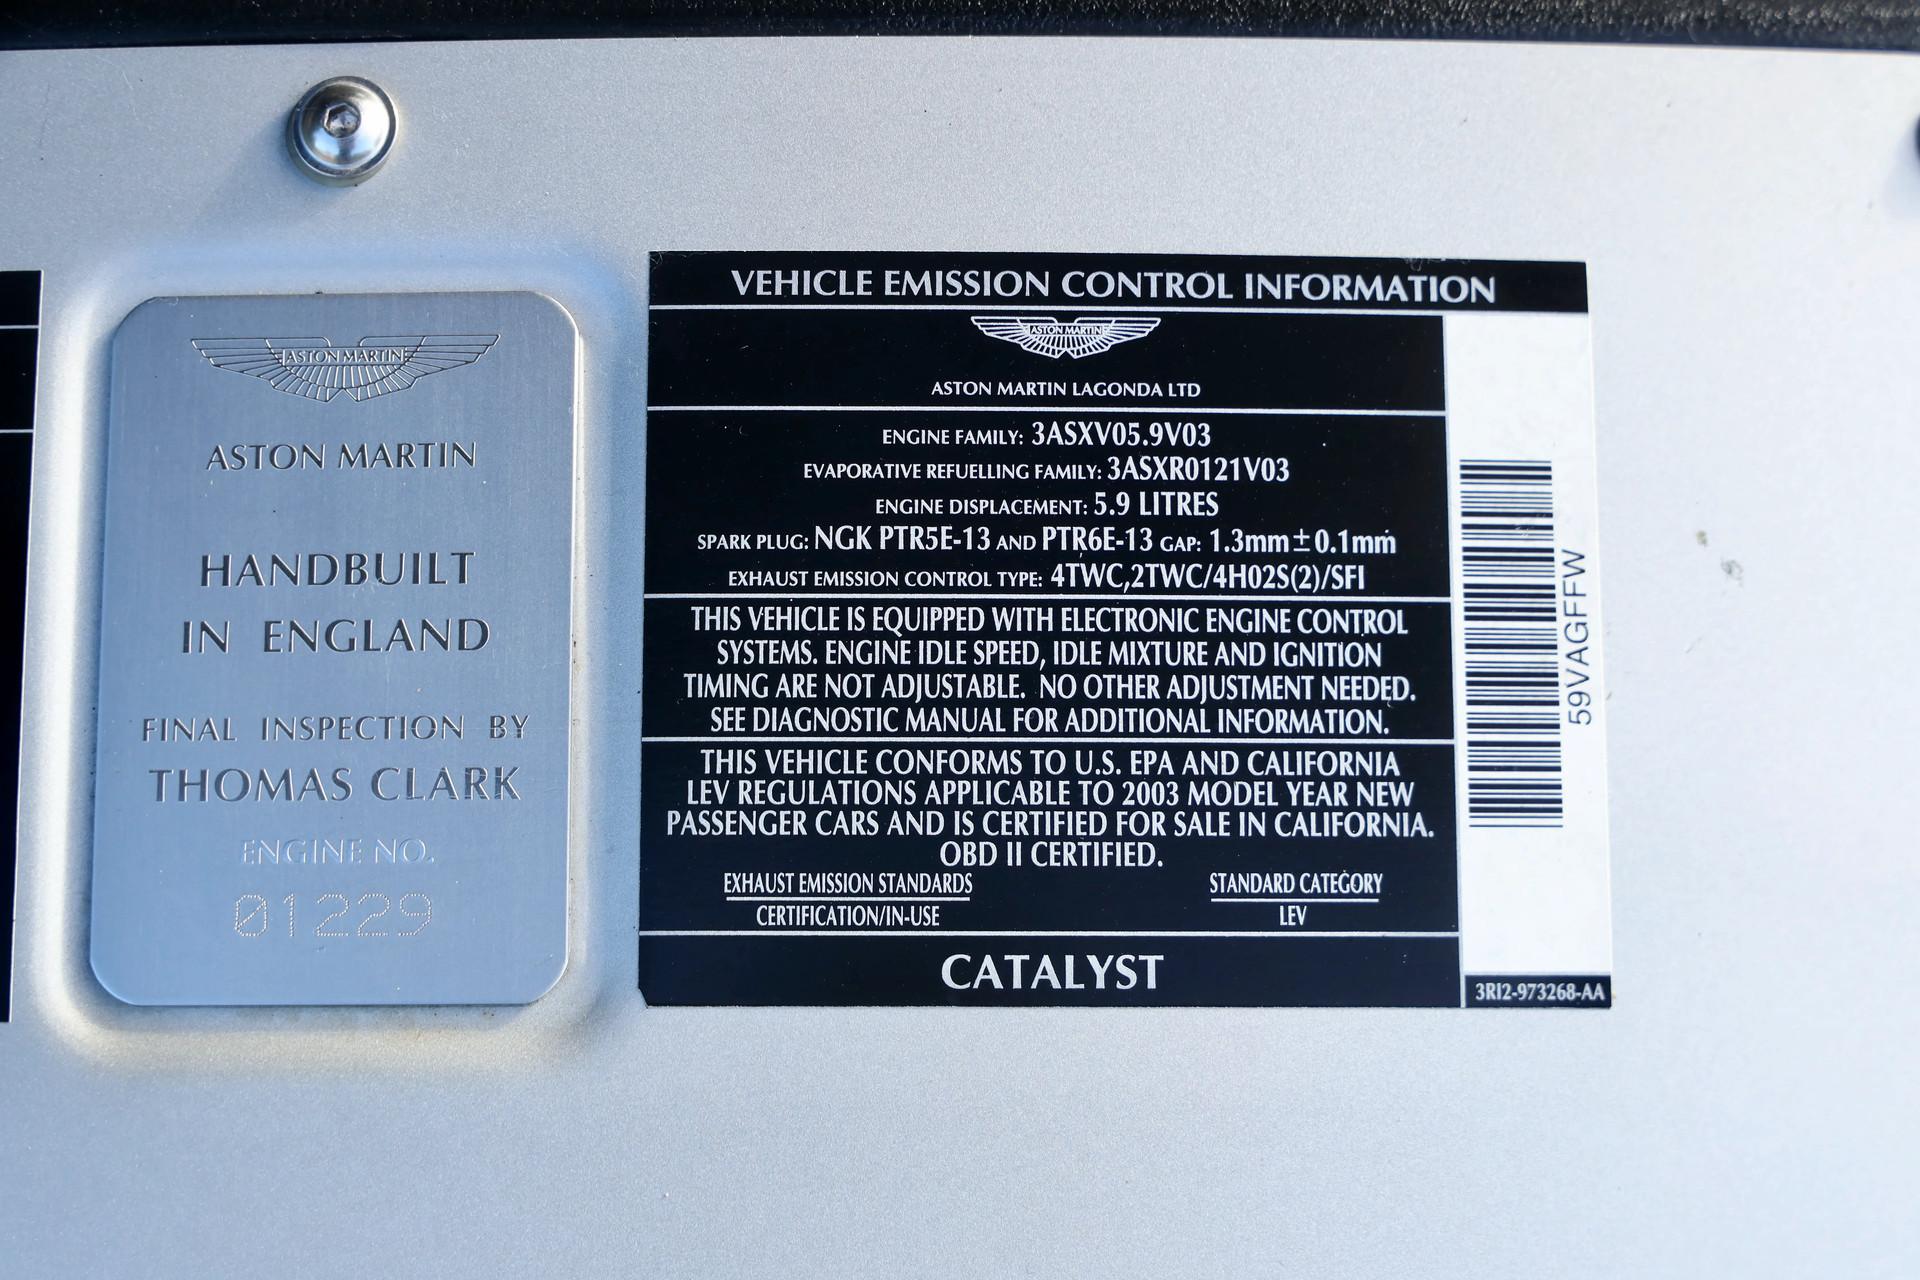 ASTON MARTIN
ASTON MARTIN
HANDBUILT
IN ENGLAND
FINAL INSPECTION BY
THOMAS CLARK
ENGINE NO.
01229
VEHICLE EMISSION CONTROL INFORMATION
ASTON MARTIN
ASTON MARTIN LAGONDA LTD
ENGINE FAMILY: 3ASXV05.9V03
EVAPORATIVE REFUELLING FAMILY: 3ASXR0121V03
ENGINE DISPLACEMENT: 5.9 LITRES
SPARK PLUG: NGK PTR5E-13 AND PTR6E-13 GAP: 1.3mm±0.1mm
EXHAUST EMISSION CONTROL TYPE: 4TWC,2TWC/4H02S(2)/SFI
THIS VEHICLE IS EQUIPPED WITH ELECTRONIC ENGINE CONTROL
SYSTEMS. ENGINE IDLE SPEED, IDLE MIXTURE AND IGNITION
TIMING ARE NOT ADJUSTABLE. NO OTHER ADJUSTMENT NEEDED.
SEE DIAGNOSTIC MANUAL FOR ADDITIONAL INFORMATION.
THIS VEHICLE CONFORMS TO U.S. EPA AND CALIFORNIA
LEV REGULATIONS APPLICABLE TO 2003 MODEL YEAR NEW
PASSENGER CARS AND IS CERTIFIED FOR SALE IN CALIFORNIA.
OBD II CERTIFIED.
EXHAUST EMISSION STANDARDS STANDARD CATEGORY
CERTIFICATION/IN-USE LEV
CATALYST
59VAGFFW
3RI2-973268-AA